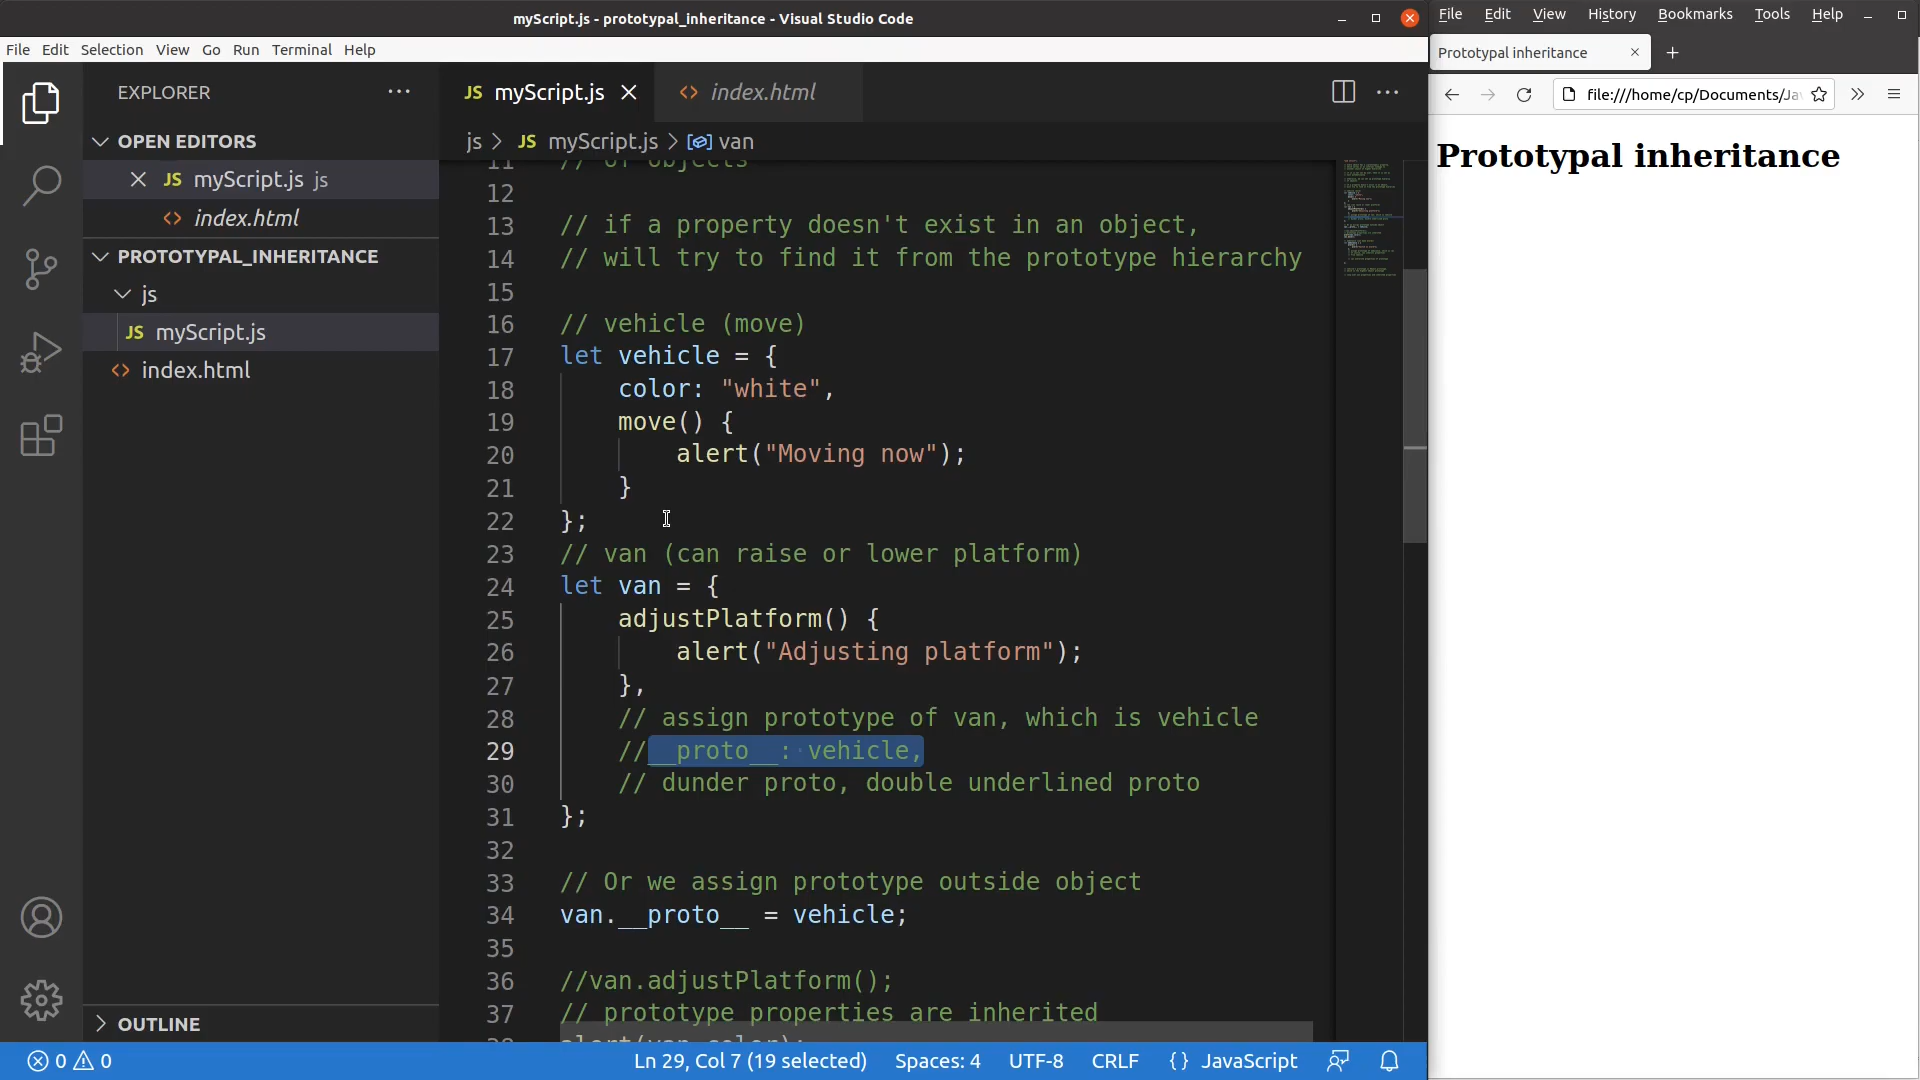 myScript.js - prototypal_inheritance - Visual Studio Code
File Edit Selection View Go Run Terminal Help
EXPLORER
OPEN EDITORS
JS myScript.js js
index.html
PROTOTYPAL_INHERITANCE
js
JS myScript.js
index.html
OUTLINE
JS myScript.js
index.html
js > JS myScript.js > van
11 // of objects
12
13 // if a property doesn't exist in an object,
14 // will try to find it from the prototype hierarchy
15
16 // vehicle (move)
17 let vehicle = {
18 color: "white",
19 move() {
20 alert("Moving now");
21 }
22 };
23 // van (can raise or lower platform)
24 let van = {
25 adjustPlatform() {
26 alert("Adjusting platform");
27 },
28 // assign prototype of van, which is vehicle
29 //__proto__: vehicle,
30 // dunder proto, double underlined proto
31 };
32
33 // Or we assign prototype outside object
34 van.__proto__ = vehicle;
35
36 //van.adjustPlatform();
37 // prototype properties are inherited
38 alert(van.color);
0 0
Ln 29, Col 7 (19 selected) Spaces: 4 UTF-8 CRLF {} JavaScript
File Edit View History Bookmarks Tools Help
Prototypal inheritance
file:///home/cp/Documents/Ja
Prototypal inheritance